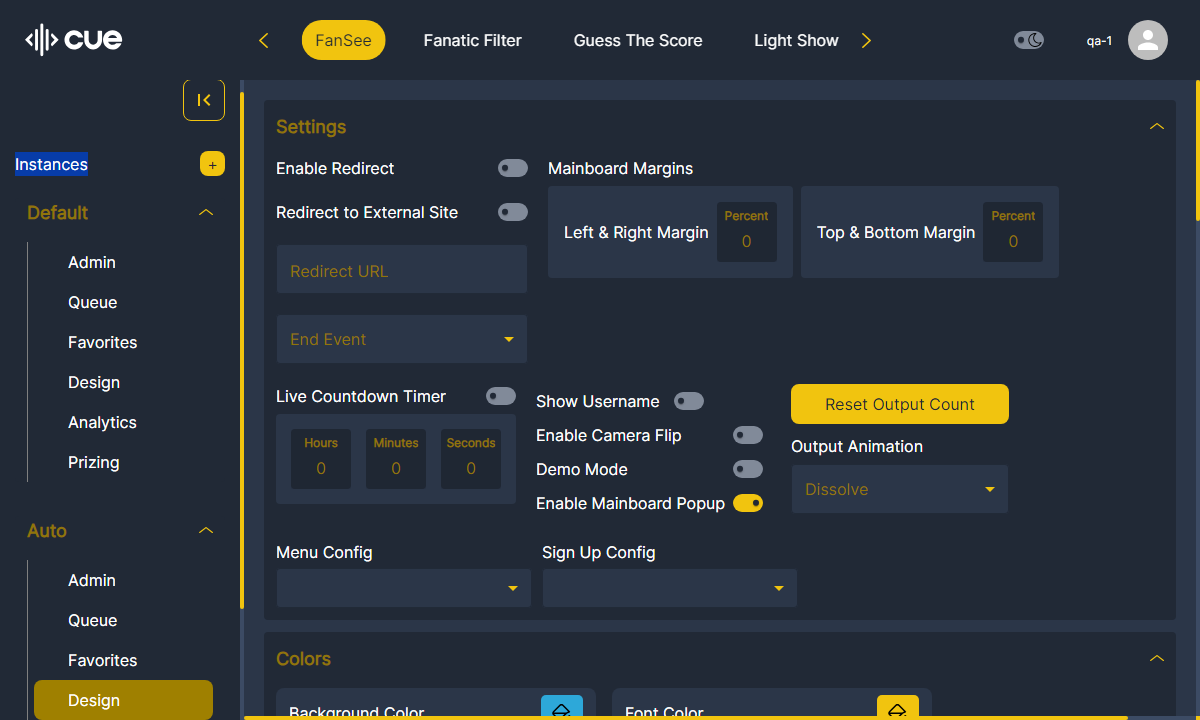 cue
FanSee
Fanatic Filter
Guess The Score
Light Show
qa-1
Instances
+
Default
Admin
Queue
Favorites
Design
Analytics
Prizing
Auto
Admin
Queue
Favorites
Design
Settings
Enable Redirect
Redirect to External Site
Redirect URL
End Event
Mainboard Margins
Left & Right Margin
Percent
0
Top & Bottom Margin
Percent
0
Live Countdown Timer
Hours
0
Minutes
0
Seconds
0
Show Username
Enable Camera Flip
Demo Mode
Enable Mainboard Popup
Reset Output Count
Output Animation
Dissolve
Menu Config
Sign Up Config
Colors
Background Color
Font Color